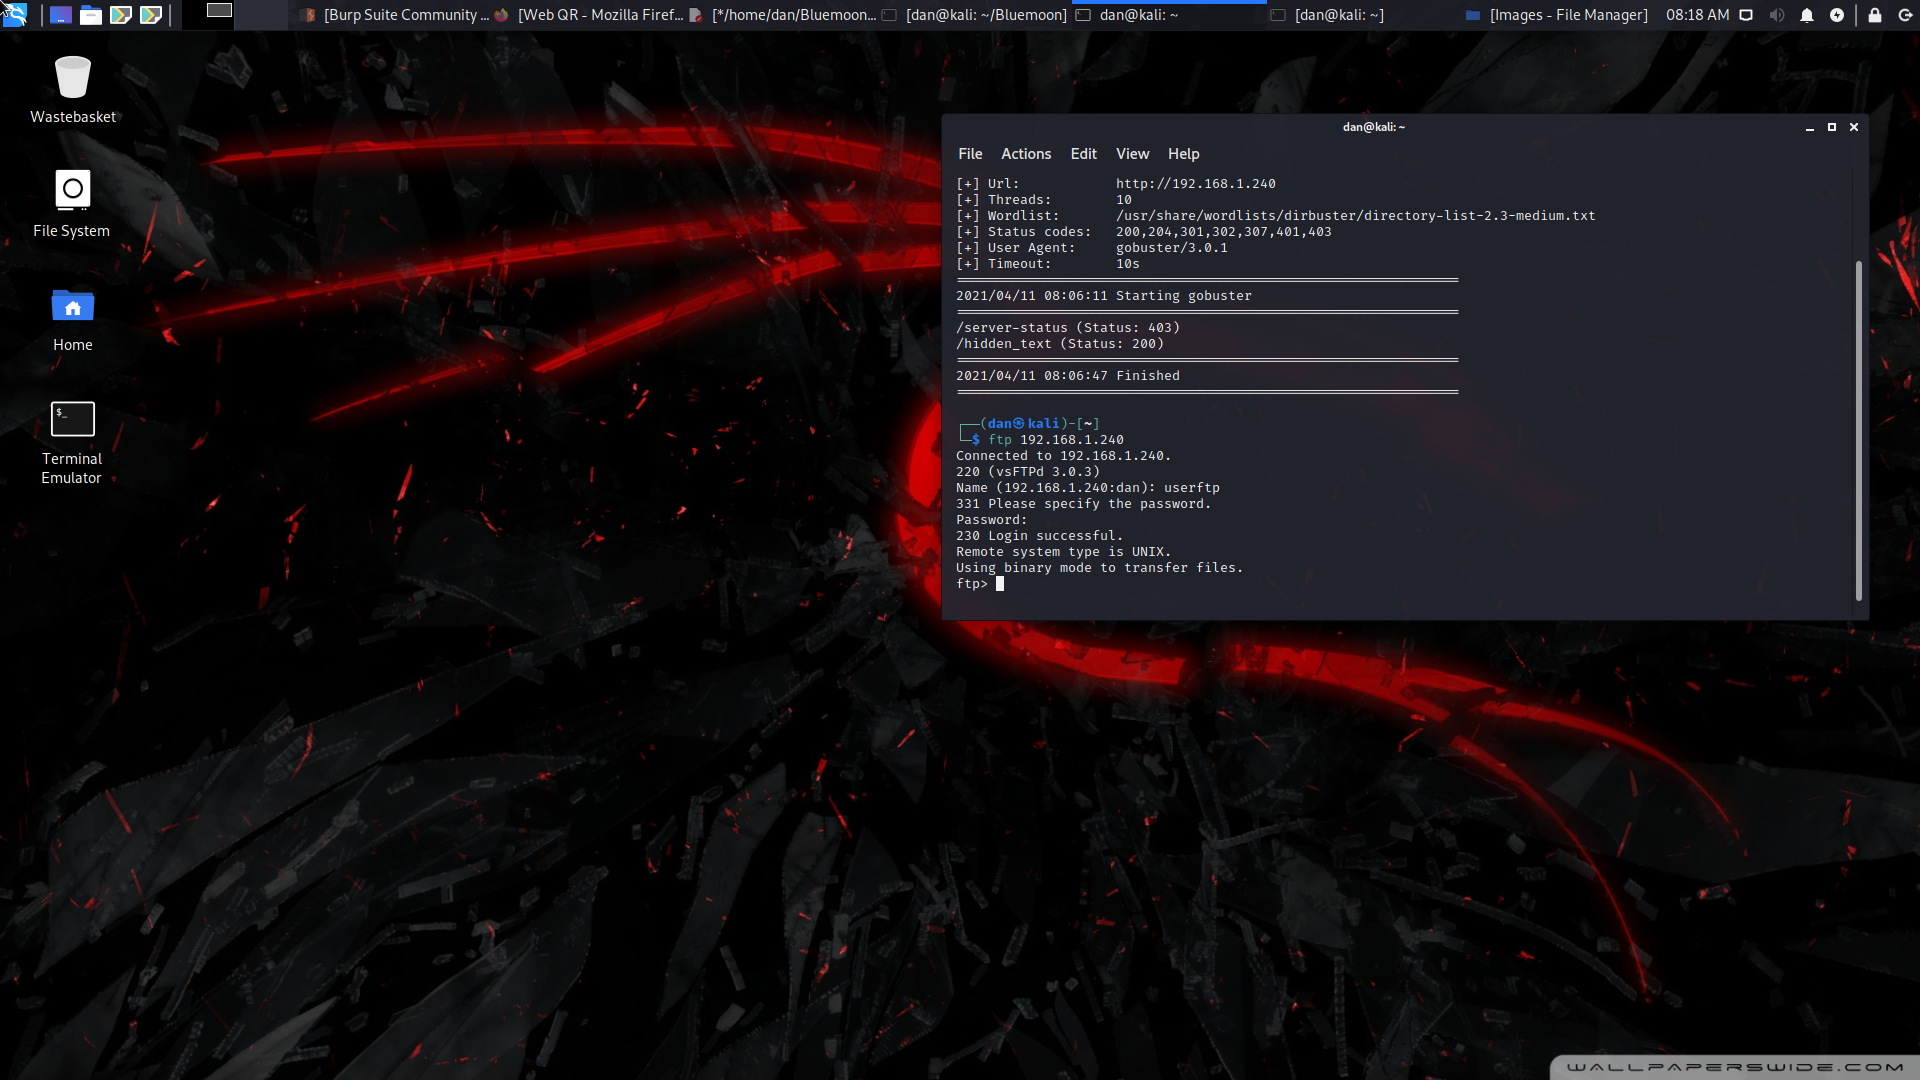 [Burp Suite Community ... [Web QR - Mozilla Firef... [*/home/dan/Bluemoon... [dan@kali: ~/Bluemoon] dan@kali: ~ [dan@kali: ~] [Images - File Manager] 08:18 AM
Wastebasket
File System
Home
$_
Terminal
Emulator
dan@kali: ~
File Actions Edit View Help
[+] Url: http://192.168.1.240
[+] Threads: 10
[+] Wordlist: /usr/share/wordlists/dirbuster/directory-list-2.3-medium.txt
[+] Status codes: 200,204,301,302,307,401,403
[+] User Agent: gobuster/3.0.1
[+] Timeout: 10s
===============================================================
2021/04/11 08:06:11 Starting gobuster
===============================================================
/server-status (Status: 403)
/hidden_text (Status: 200)
===============================================================
2021/04/11 08:06:47 Finished
===============================================================
┌──(dan㉿kali)-[~]
└─$ ftp 192.168.1.240
Connected to 192.168.1.240.
220 (vsFTPd 3.0.3)
Name (192.168.1.240:dan): userftp
331 Please specify the password.
Password:
230 Login successful.
Remote system type is UNIX.
Using binary mode to transfer files.
ftp>
WALLPAPERSWIDE.COM